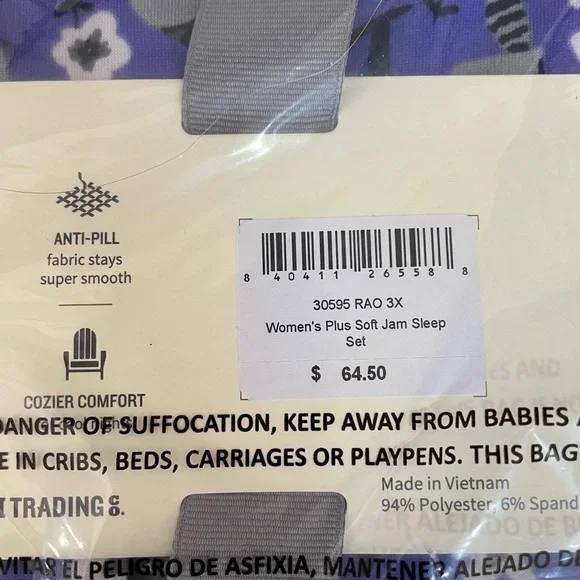 ANTI-PILL
fabric stays
super smooth
8 40411 26558 8
30595 RAO 3X
Women's Plus Soft Jam Sleep
Set
$ 64.50
COZIER COMFORT
DANGER OF SUFFOCATION, KEEP AWAY FROM BABIES
E IN CRIBS, BEDS, CARRIAGES OR PLAYPENS. THIS BAG
Made in Vietnam
TRADING CO.
94% Polyester, 6% Spand
EVITAR EL PELIGRO DE ASFIXIA, MANTENER ALEJADO DE